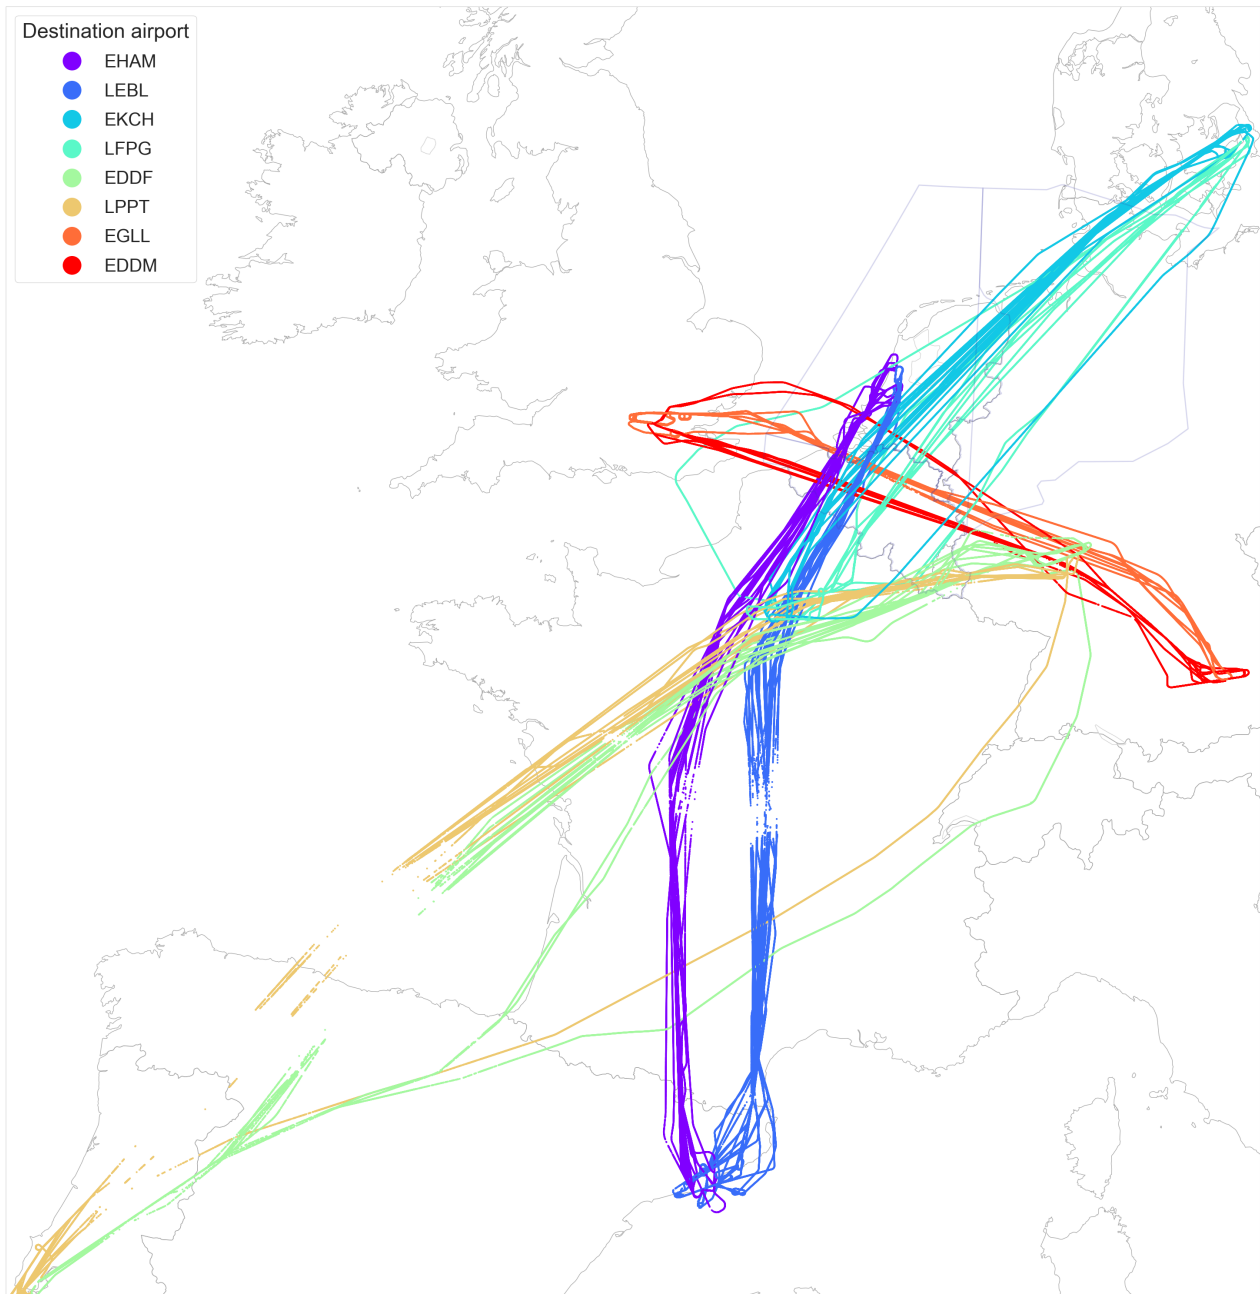 Destination airport
EHAM
LEBL
EKCH
LFPG
EDDF
LPPT
EGLL
EDDM